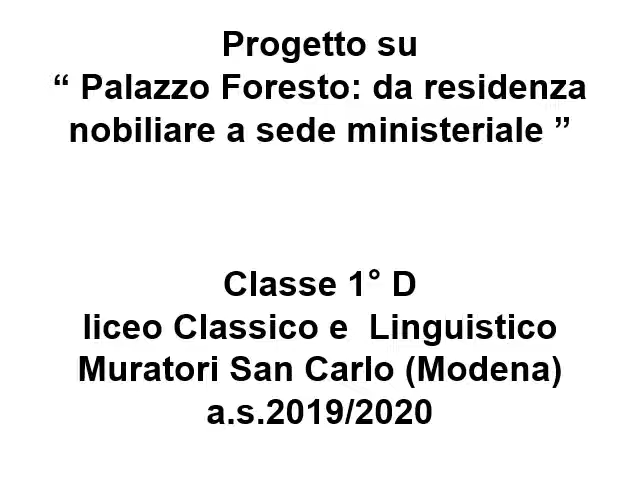 Progetto su
“ Palazzo Foresto: da residenza
nobiliare a sede ministeriale ”
Classe 1° D
liceo Classico e  Linguistico
Muratori San Carlo (Modena)
a.s.2019/2020